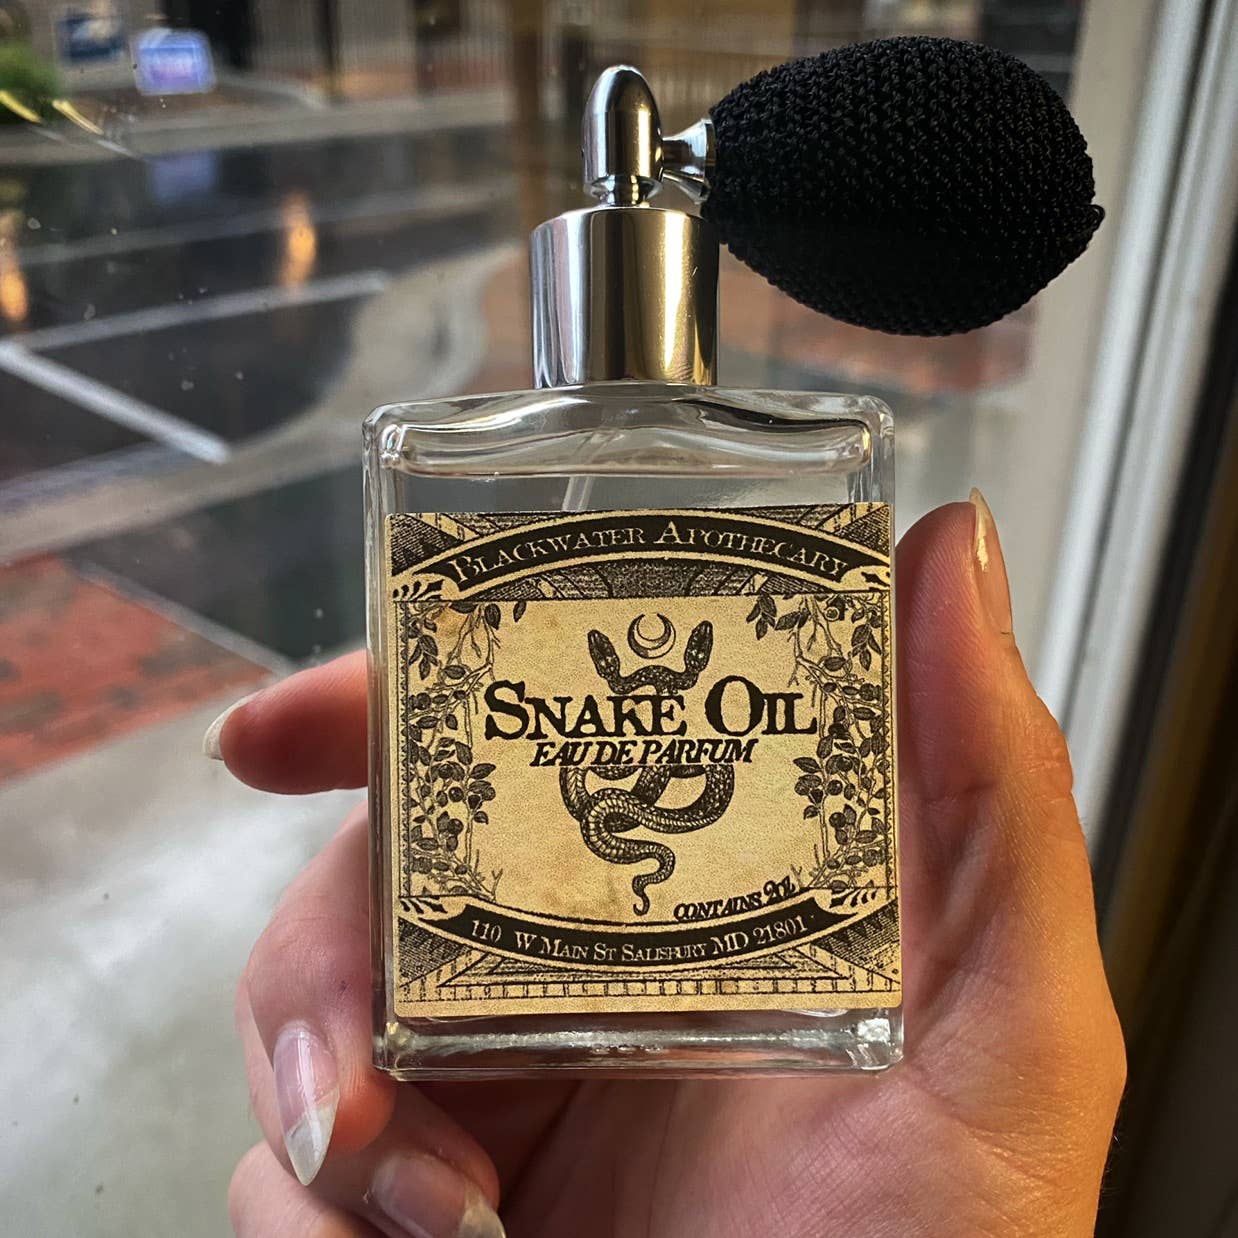 BLACKWATER APOTHECARY
SNAKE OIL
EAU DE PARFUM
CONTAINS 2OZ
110 W MAIN ST SALISBURY MD 21801